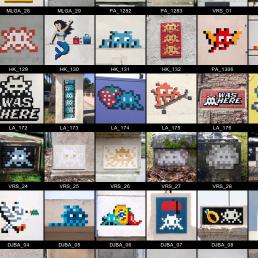 MLGA_28 MLGA_29 PA_1282 PA_1283 VRS_01
HK_129 HK_130 HK_131 HK_132 PA_1306
WAS HERE WAS HERE
LA_172 LA_173 LA_174 LA_175 LA_176
VRS_24 VRS_25 VRS_26 VRS_27 VRS_28
DJBA_04 DJBA_05 DJBA_06 DJBA_07 DJBA_08